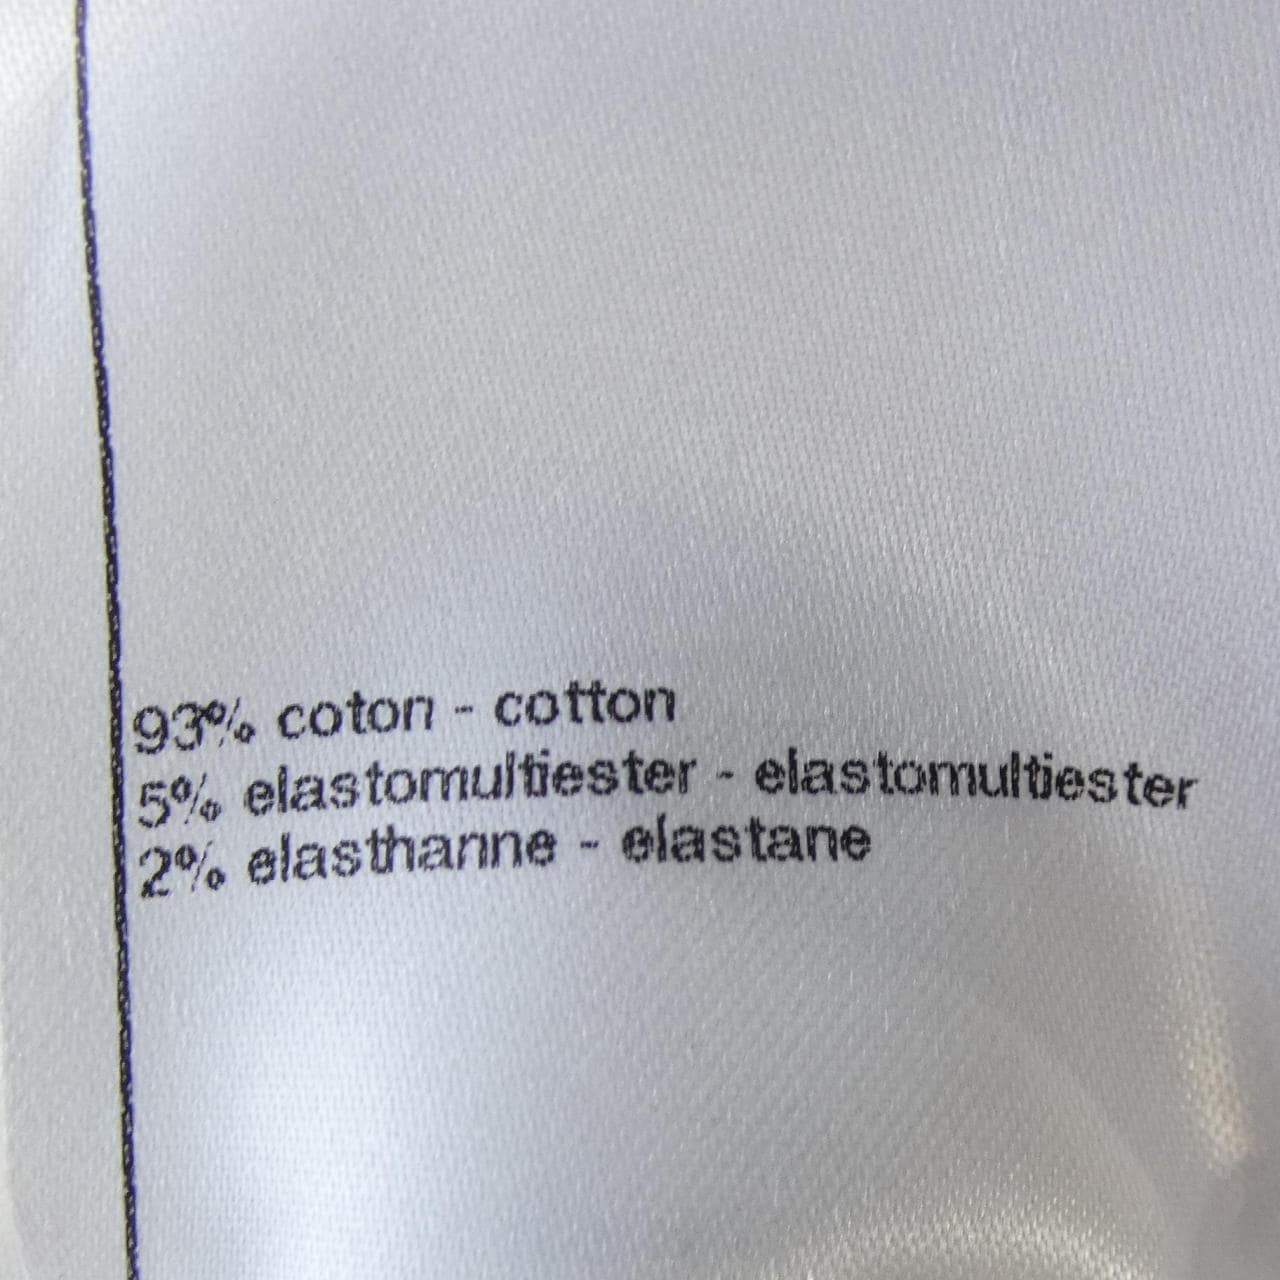 93% coton - cotton
5% elastomultiester - elastomultiester
2% elasthanne - elastane